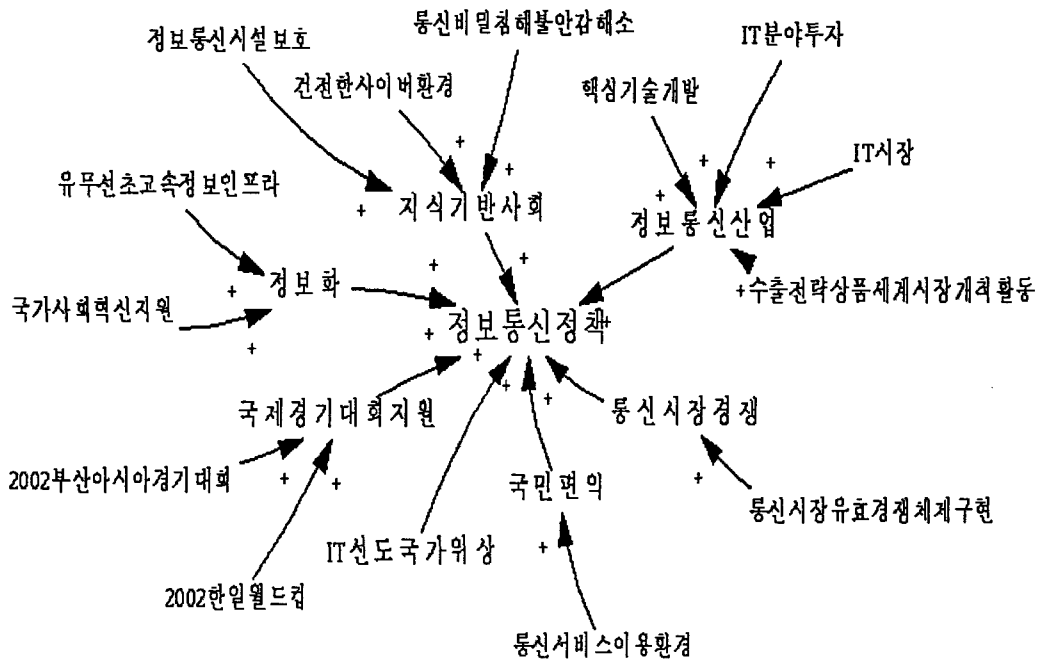 통신비밀침해불안감해소
정보통신시설보호
IT분야투자
건전한사이버환경
핵심기술개발
+
IT시장
+
+
+
유무선초고속정보인프라
+
+
지식기반사회
정보통신산업
+
+
정보화
+
+수출전략상품세계시장개척활동
국가사회혁신지원
정보통신정책+
+
+
+
+
+
국제경기대회지원
통신시장경쟁
2002부산아시아경기대회
+
+
국민편익
+
통신시장유효경쟁체제구현
IT선도국가위상
+
2002한일월드컵
통신서비스이용환경